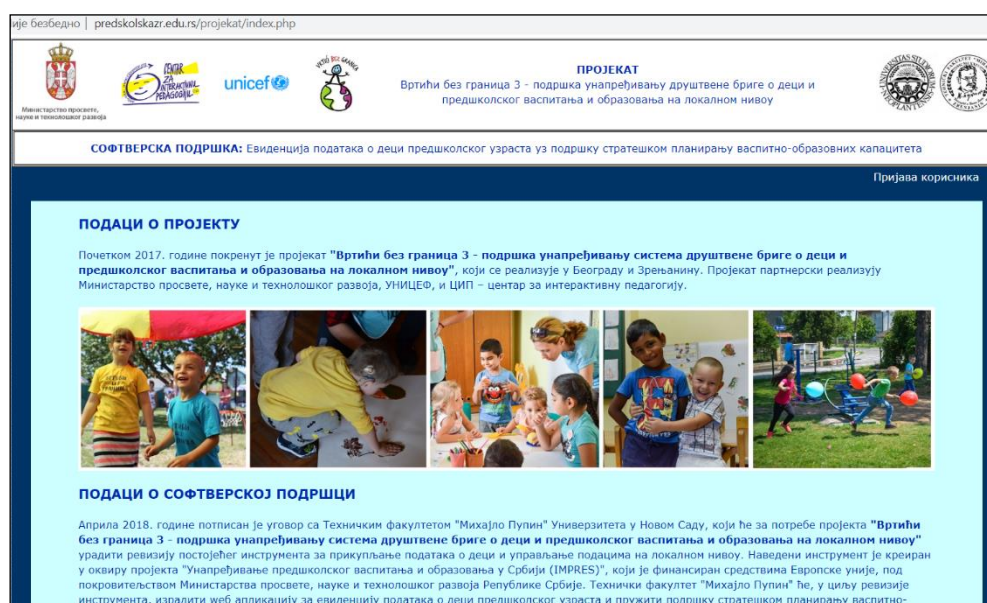 ије безбедно | predskolskazr.edu.rs/projekat/index.php
Министарство просвете,
науке и технолошког развоја
CENTAR
ZA
INTERAKTIVNU
PEDAGOGIJU
unicef
VRTIĆI BEZ GRANICA
ПРОЈЕКАТ
Вртићи без граница 3 - подршка унапређивању друштвене бриге о деци и
предшколског васпитања и образовања на локалном нивоу
СОФТВЕРСКА ПОДРШКА: Евиденција података о деци предшколског узраста уз подршку стратешком планирању васпитно-образовних капацитета
Пријава корисника
ПОДАЦИ О ПРОЈЕКТУ
Почетком 2017. године покренут је пројекат "Вртићи без граница 3 - подршка унапређивању система друштвене бриге о деци и
предшколског васпитања и образовања на локалном нивоу", који се реализује у Београду и Зрењанину. Пројекат партнерски реализују
Министарство просвете, науке и технолошког развоја, УНИЦЕФ, и ЦИП – центар за интерактивну педагогију.
ПОДАЦИ О СОФТВЕРСКОЈ ПОДРШЦИ
Априла 2018. године потписан је уговор са Техничким факултетом "Михајло Пупин" Универзитета у Новом Саду, који ће за потребе пројекта "Вртићи
без граница 3 - подршка унапређивању система друштвене бриге о деци и предшколског васпитања и образовања на локалном нивоу"
урадити ревизију постојећег инструмента за прикупљање података о деци и управљање подацима на локалном нивоу. Наведени инструмент је креиран
у оквиру пројекта "Унапређивање предшколског васпитања и образовања у Србији (IMPRES)", који је финансиран средствима Европске уније, под
покровитељством Министарства просвете, науке и технолошког развоја Републике Србије. Технички факултет "Михајло Пупин" ће, у циљу ревизије
инструмента, израдити веб апликацију за евиденцију података о деци предшколског узраста и пружити подршку стратешком планирању васпитно-